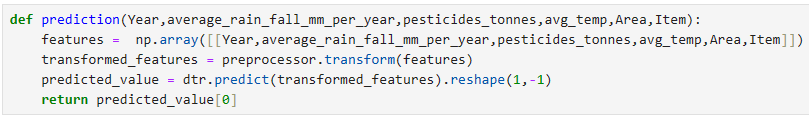 def prediction(Year,average_rain_fall_mm_per_year,pesticides_tonnes,avg_temp,Area,Item):
    features =  np.array([[Year,average_rain_fall_mm_per_year,pesticides_tonnes,avg_temp,Area,Item]])
    transformed_features = preprocessor.transform(features)
    predicted_value = dtr.predict(transformed_features).reshape(1,-1)
    return predicted_value[0]